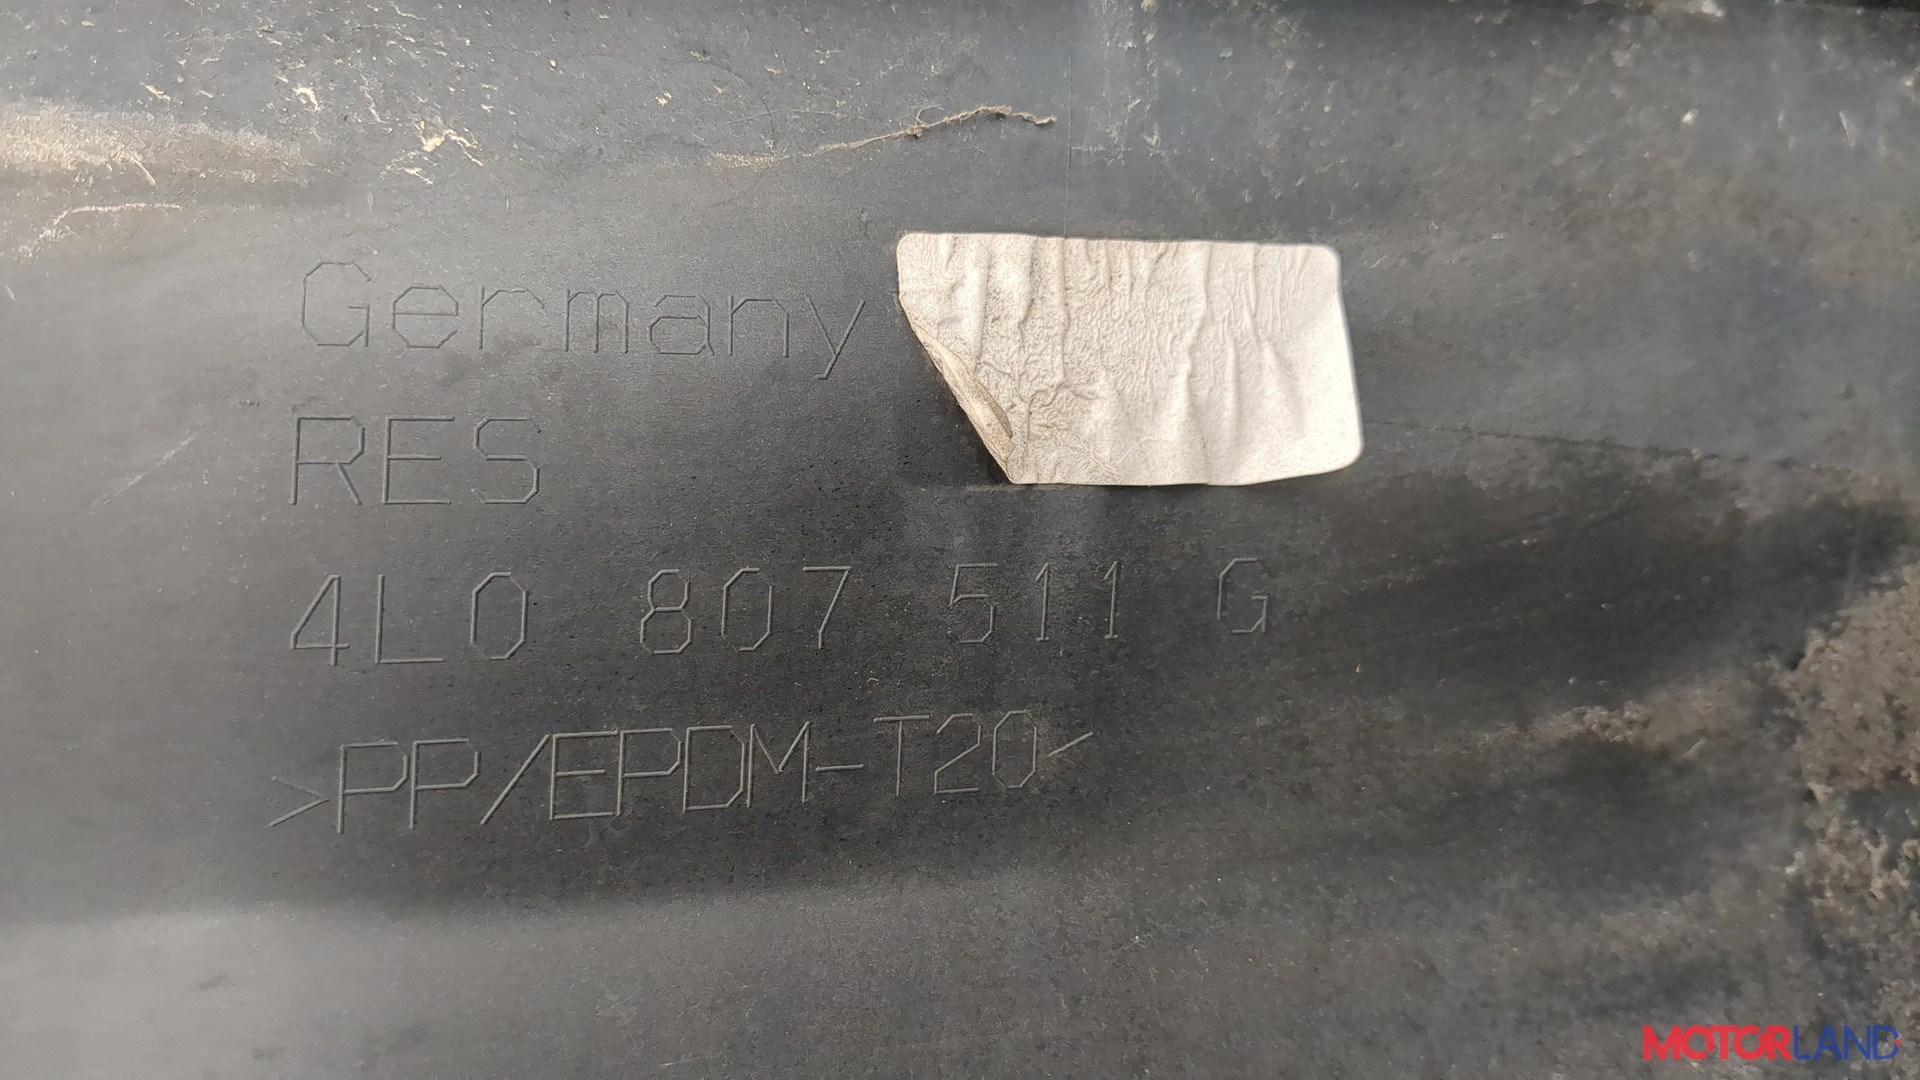 Germany
RES
4L0 807 511 G
>PP/EPDM-T20<
MOTORLAND